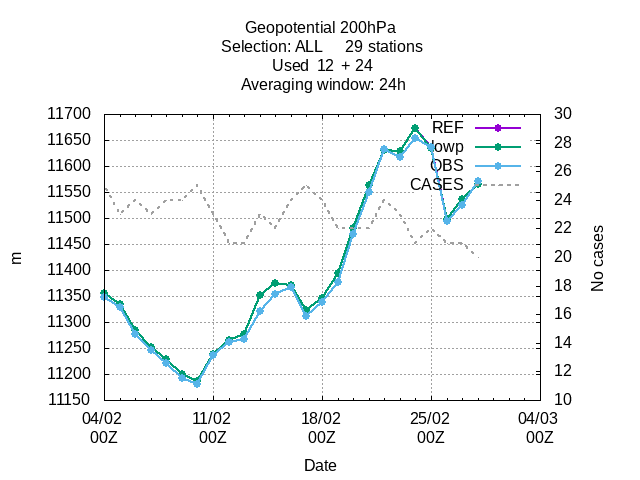 Geopotential 200hPa
Selection: ALL     29 stations
Used  12  + 24
Averaging window: 24h
11700
11650
11600
11550
11500
11450
11400
11350
11300
11250
11200
11150
m
30
28
26
24
22
20
18
16
14
12
10
No cases
REF
lowp
OBS
CASES
04/02 11/02 18/02 25/02 04/03
00Z 00Z 00Z 00Z 00Z
Date